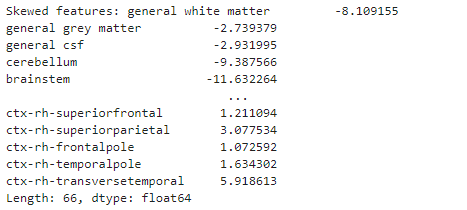 Skewed features: general white matter -8.109155
general grey matter -2.739379
general csf -2.931995
cerebellum -9.387566
brainstem -11.632264
...
ctx-rh-superiorfrontal 1.211094
ctx-rh-superiorparietal 3.077534
ctx-rh-frontalpole 1.072592
ctx-rh-temporalpole 1.634302
ctx-rh-transversetemporal 5.918613
Length: 66, dtype: float64